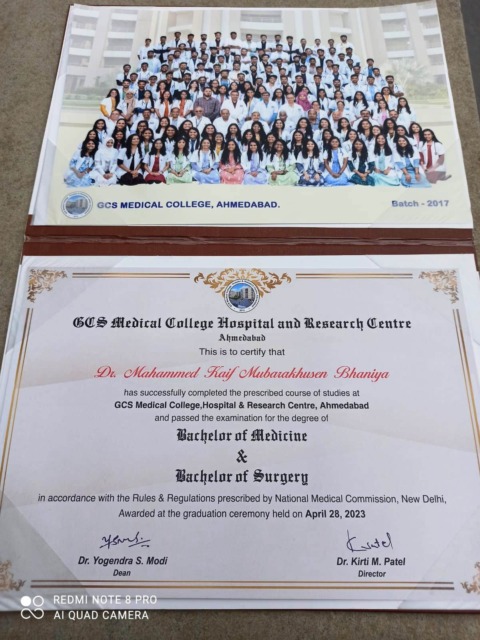 GCS MEDICAL COLLEGE, AHMEDABAD.
Batch - 2017
GCS Medical College Hospital and Research Centre
Ahmedabad
This is to certify that
Dr. Mahammed Kaif Mubarakhusen Bhaniya
has successfully completed the prescribed course of studies at
GCS Medical College,Hospital & Research Centre, Ahmedabad
and passed the examination for the degree of
Bachelor of Medicine
&
Bachelor of Surgery
in accordance with the Rules & Regulations prescribed by National Medical Commission, New Delhi,
Awarded at the graduation ceremony held on April 28, 2023
Dr. Yogendra S. Modi
Dean
Dr. Kirti M. Patel
Director
REDMI NOTE 8 PRO
AI QUAD CAMERA